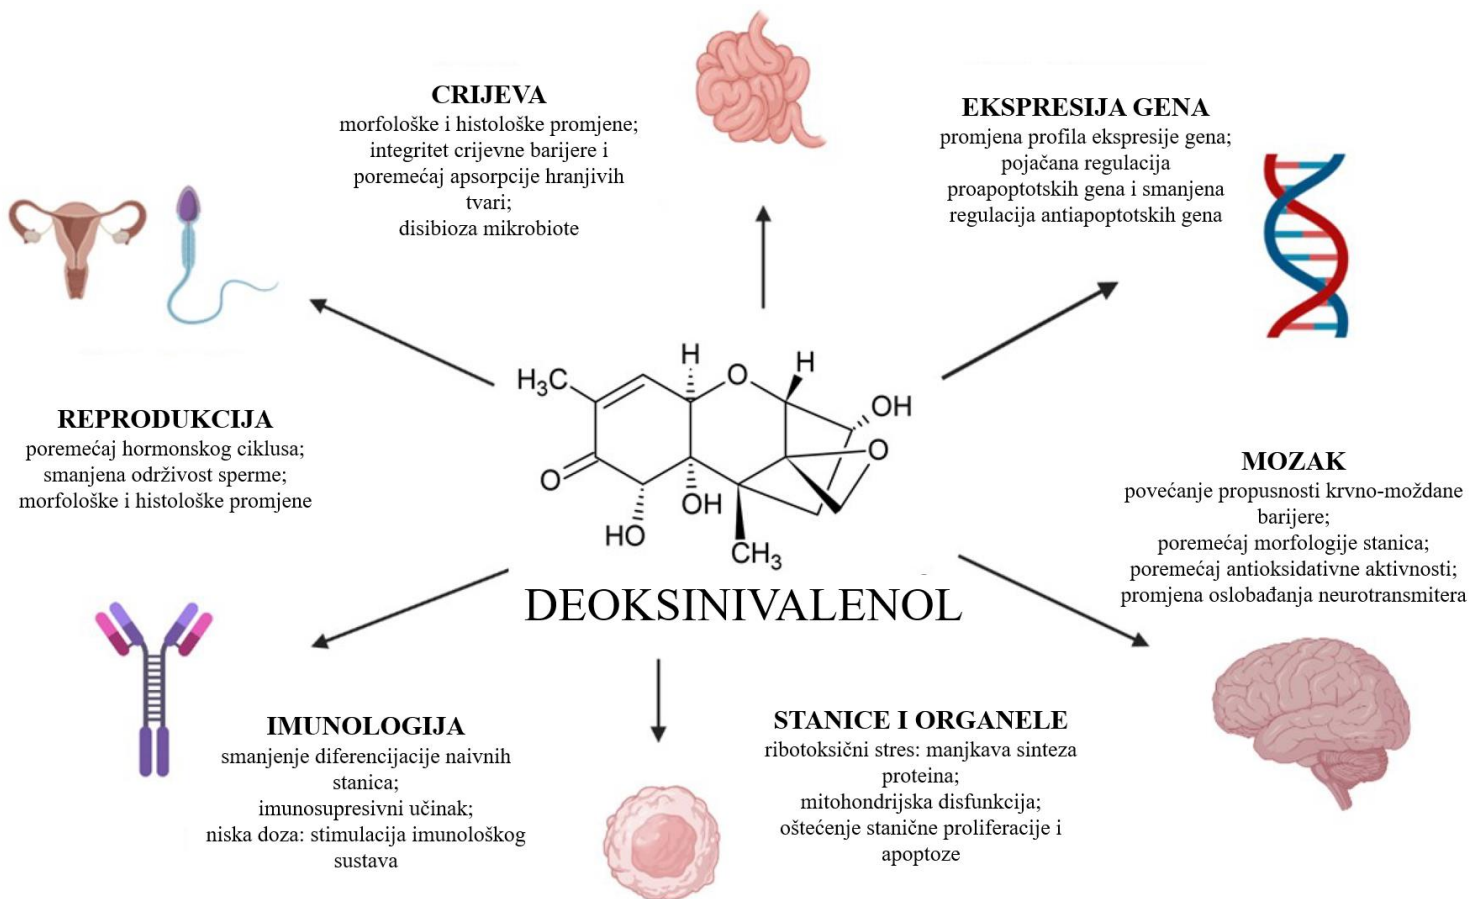 CRIJEVA
morfološke i histološke promjene;
integritet crijevne barijere i
poremećaj apsorpcije hranjivih
tvari;
disibioza mikrobiote
EKSPRESIJA GENA
promjena profila ekspresije gena;
pojačana regulacija
proapoptotskih gena i smanjena
regulacija antiapoptotskih gena
REPRODUKCIJA
poremećaj hormonskog ciklusa;
smanjena održivost sperme;
morfološke i histološke promjene
H
H
O
H₃C
OH
O
O
OH
HO
CH₃
DEOKSINIVALENOL
MOZAK
povećanje propusnosti krvno-moždane
barijere;
poremećaj morfologije stanica;
poremećaj antioksidativne aktivnosti;
promjena oslobađanja neurotransmitera
IMUNOLOGIJA
smanjenje diferencijacije naivnih
stanica;
imunosupresivni učinak;
niska doza: stimulacija imunološkog
sustava
STANICE I ORGANELE
ribotoksični stres: manjkava sinteza
proteina;
mitohondrijska disfunkcija;
oštećenje stanične proliferacije i
apoptoze